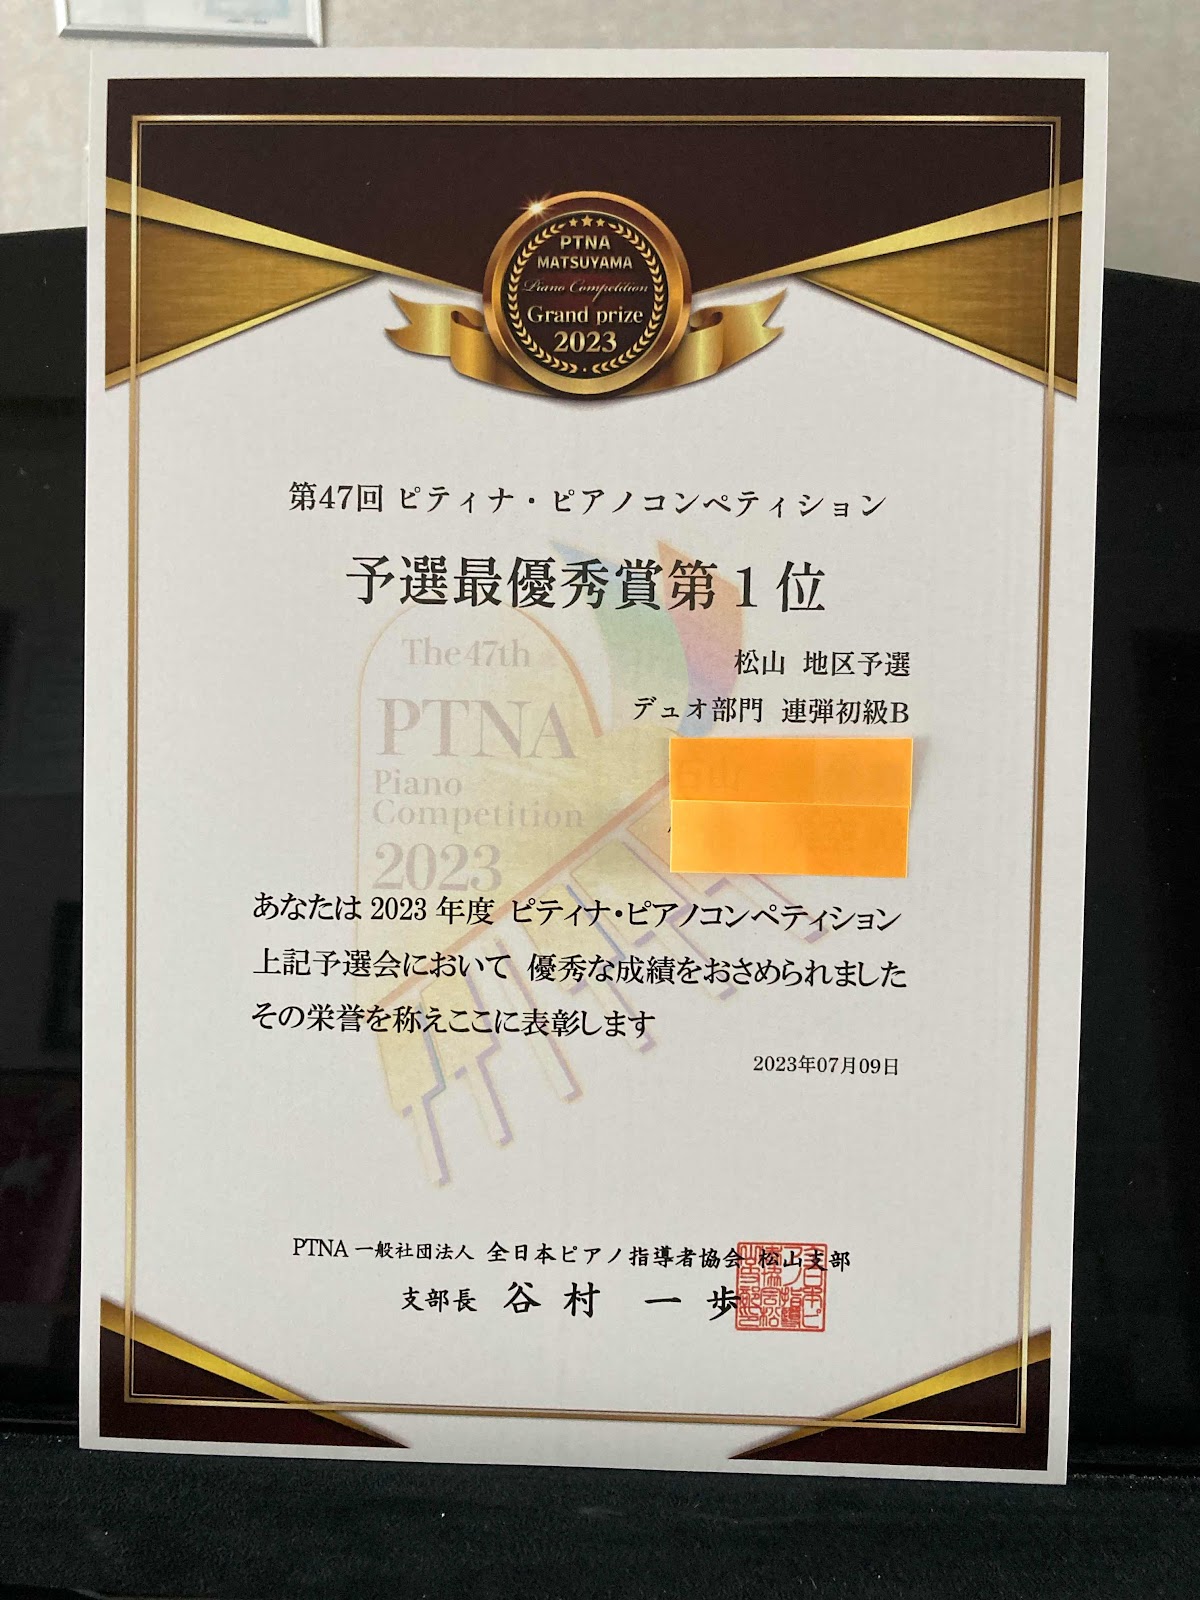 PTNA
MATSUYAMA
Piano Competition
Grand prize
2023
第47回 ピティナ・ピアノコンペティション
予選最優秀賞第1位
The 47th
PTNA
Piano
Competition
2023
松山 地区予選
デュオ部門 連弾初級B
あなたは 2023 年度 ピティナ・ピアノコンペティション
上記予選会において 優秀な成績をおさめられました
その栄誉を称えここに表彰します
2023年07月09日
PTNA 一般社団法人 全日本ピアノ指導者協会 松山支部
支部長 谷村 一歩